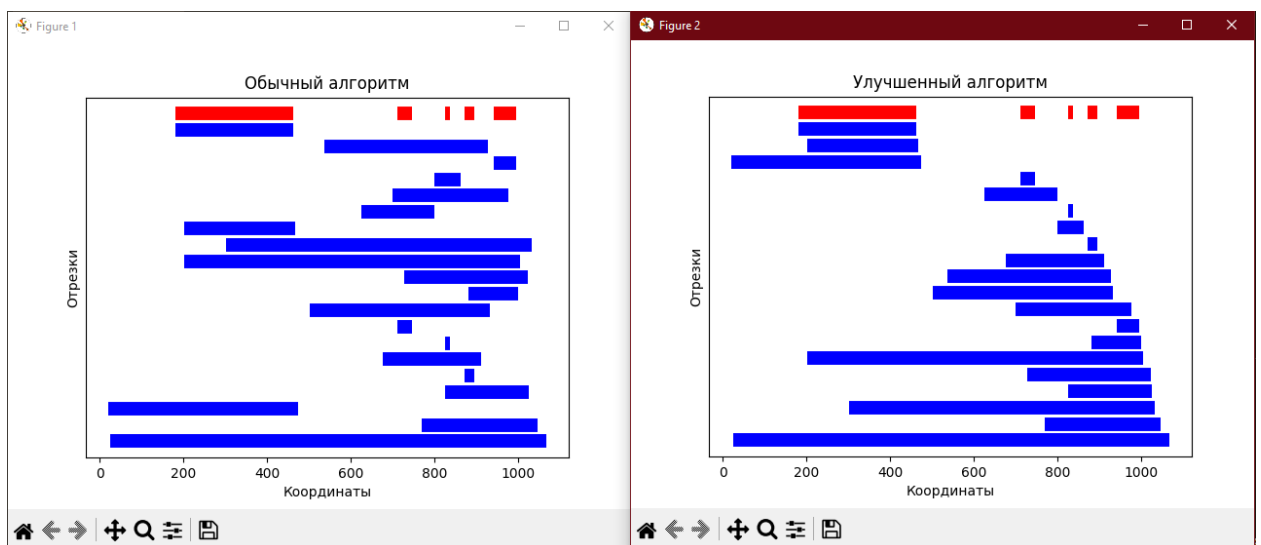 Figure 1
Обычный алгоритм
Отрезки
0 200 400 600 800 1000
Координаты
Figure 2
Улучшенный алгоритм
Отрезки
0 200 400 600 800 1000
Координаты